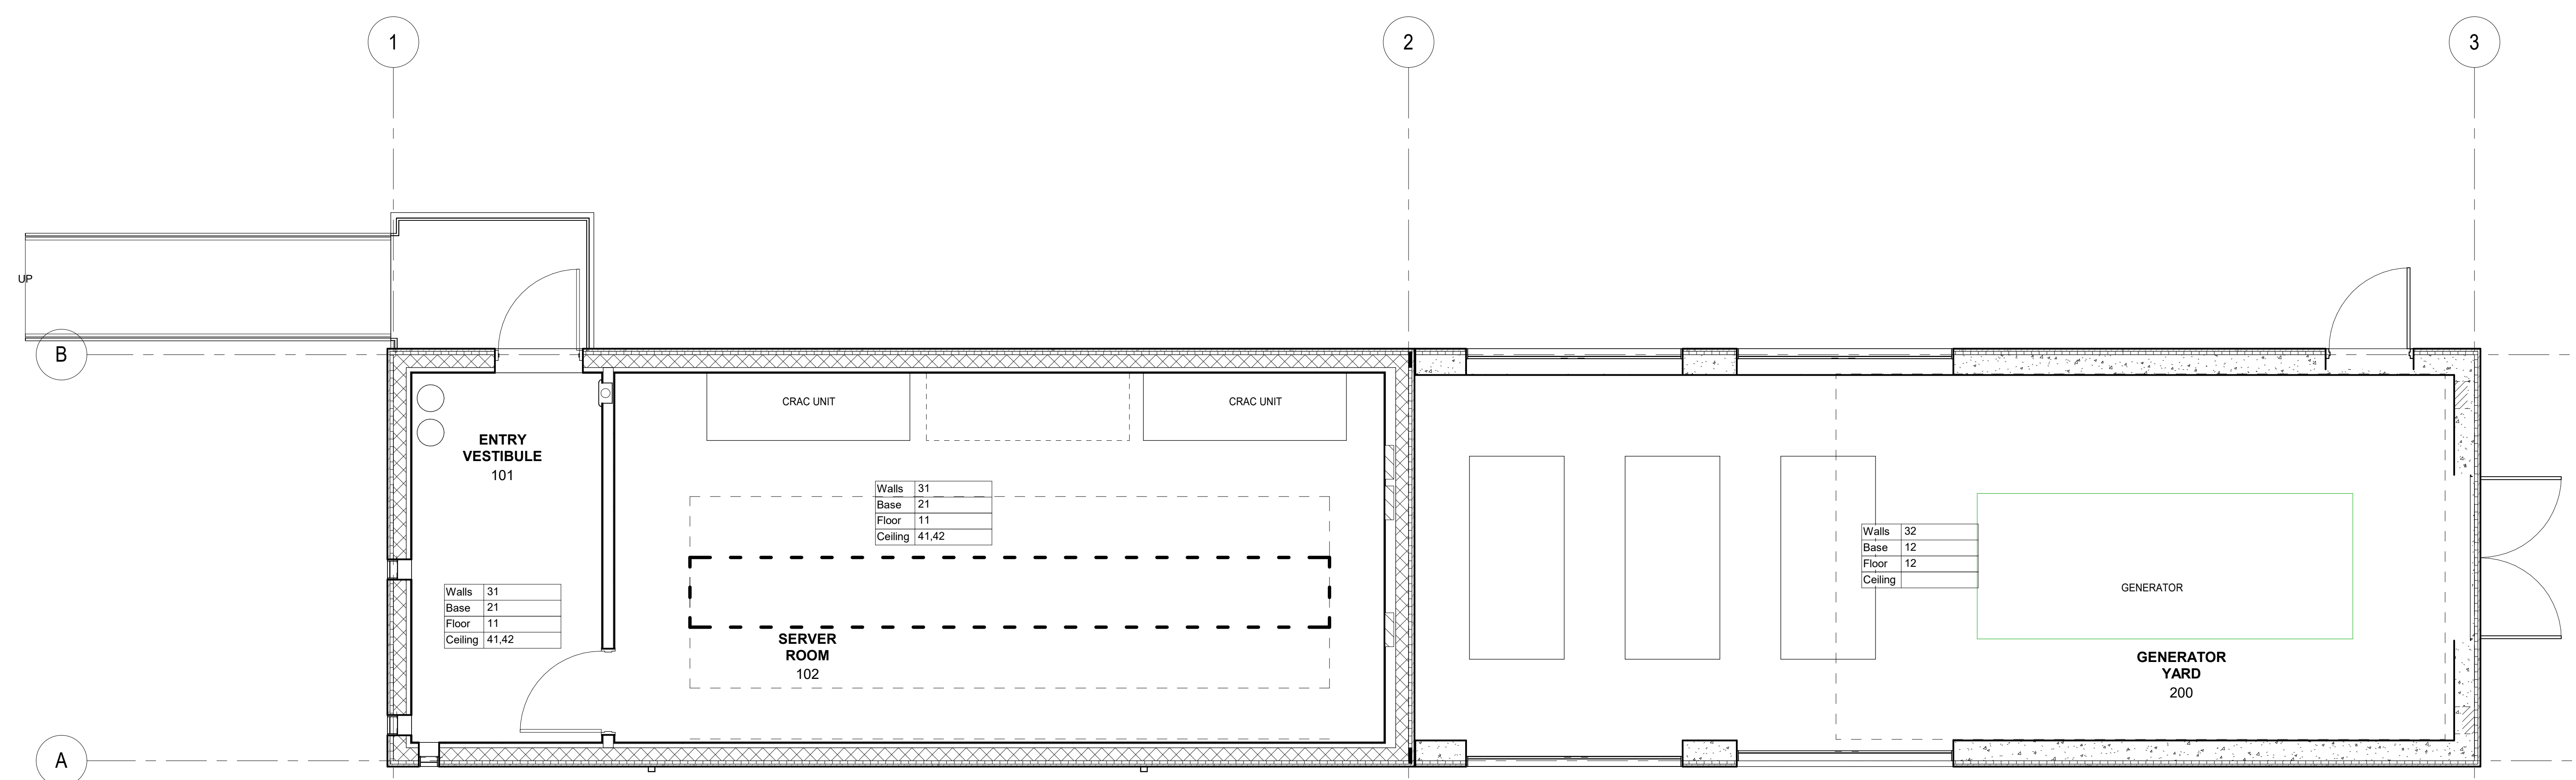 1
2
3
UP
B
CRAC UNIT
CRAC UNIT
ENTRY
VESTIBULE
101
Walls 31
Base 21
Floor 11
Ceiling 41,42
Walls 32
Base 12
Floor 12
Ceiling
GENERATOR
Walls 31
Base 21
Floor 11
Ceiling 41,42
SERVER
ROOM
102
GENERATOR
YARD
200
A